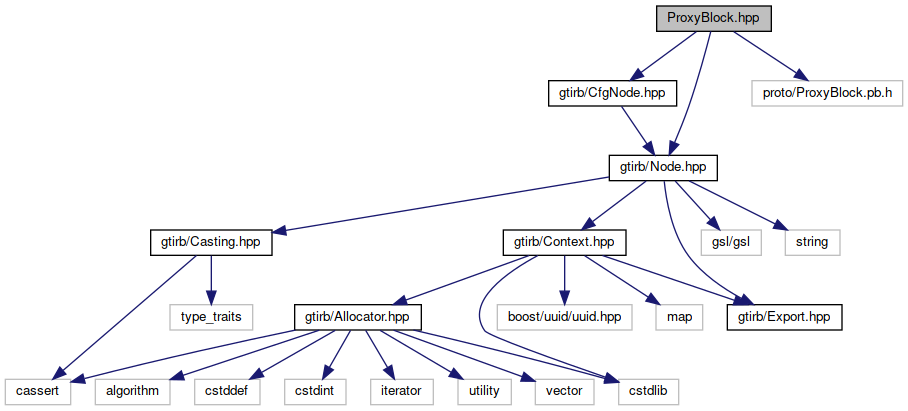 ProxyBlock.hpp
gtirb/CfgNode.hpp
proto/ProxyBlock.pb.h
gtirb/Node.hpp
gtirb/Casting.hpp
gtirb/Context.hpp
gsl/gsl
string
type_traits
gtirb/Allocator.hpp
boost/uuid/uuid.hpp
map
gtirb/Export.hpp
cassert
algorithm
cstddef
cstdint
iterator
utility
vector
cstdlib